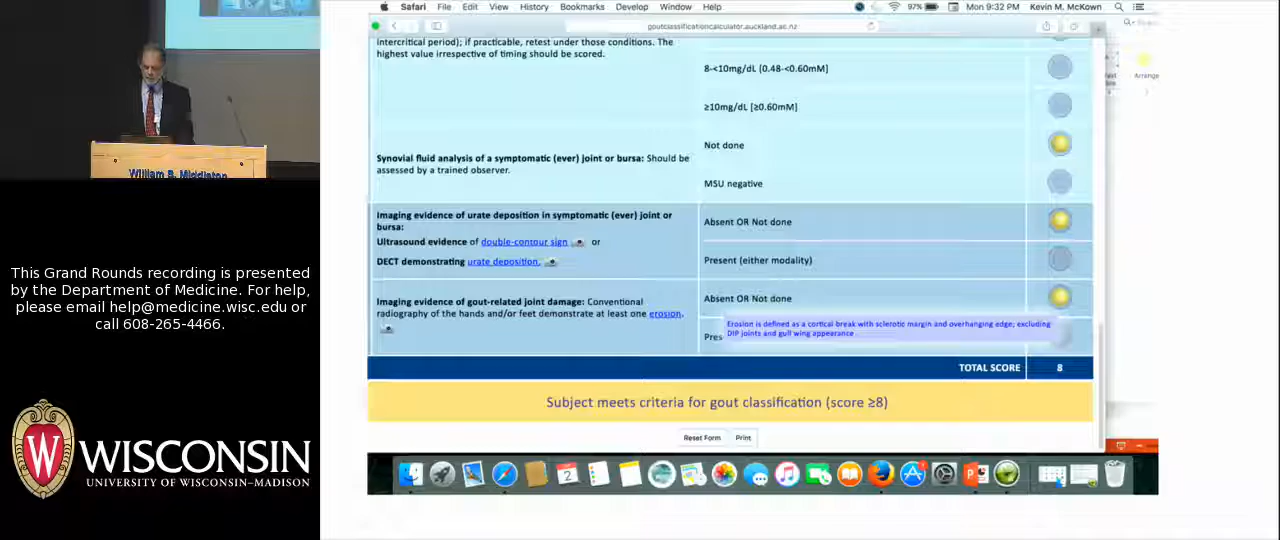 Safari File Edit View History Bookmarks Develop Window Help 97% Mon 9:32 PM Kevin M. McKown
goutclassificationcalculator.auckland.ac.nz
intercritical period); if practicable, retest under those conditions. The
highest value irrespective of timing should be scored.
8-<10mg/dL [0.48-<0.60mM]
≥10mg/dL [≥0.60mM]
Arrange
Synovial fluid analysis of a symptomatic (ever) joint or bursa: Should be
assessed by a trained observer.
Not done
MSU negative
Imaging evidence of urate deposition in symptomatic (ever) joint or
bursa:
Ultrasound evidence of double-contour sign or
DECT demonstrating urate deposition.
Absent OR Not done
Present (either modality)
Imaging evidence of gout-related joint damage: Conventional
radiography of the hands and/or feet demonstrate at least one erosion.
Absent OR Not done
Erosion is defined as a cortical break with sclerotic margin and overhanging edge; excluding
DIP joints and gull wing appearance
Pres
TOTAL SCORE 8
Subject meets criteria for gout classification (score ≥8)
Reset Form Print
2
William S. Middleton
This Grand Rounds recording is presented
by the Department of Medicine. For help,
please email help@medicine.wisc.edu or
call 608-265-4466.
W
WISCONSIN
UNIVERSITY OF WISCONSIN–MADISON